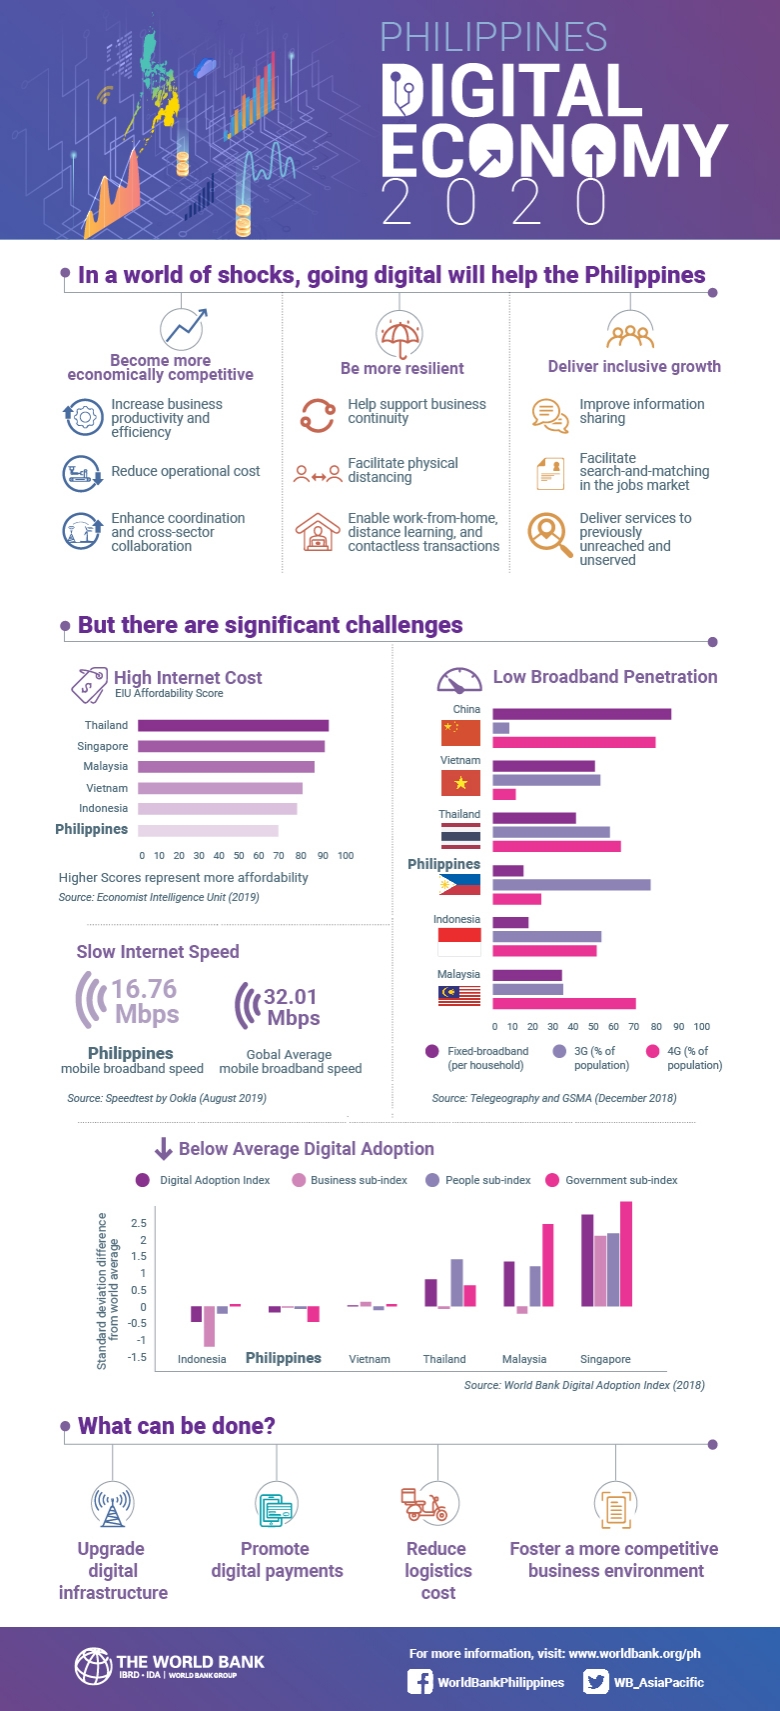 PHILIPPINES
DIGITAL
ECONOMY
2020
In a world of shocks, going digital will help the Philippines
Become more
economically competitive
Increase business
productivity and
efficiency
Reduce operational cost
Enhance coordination
and cross-sector
collaboration
Be more resilient
Help support business
continuity
Facilitate physical
distancing
Enable work-from-home,
distance learning, and
contactless transactions
Deliver inclusive growth
Improve information
sharing
Facilitate
search-and-matching
in the jobs market
Deliver services to
previously
unreached and
unserved
But there are significant challenges
High Internet Cost
EIU Affordability Score
Thailand
Singapore
Malaysia
Vietnam
Indonesia
Philippines
0 10 20 30 40 50 60 70 80 90 100
Higher Scores represent more affordability
Source: Economist Intelligence Unit (2019)
Slow Internet Speed
16.76
Mbps
Philippines
mobile broadband speed
32.01
Mbps
Gobal Average
mobile broadband speed
Source: Speedtest by Ookla (August 2019)
Low Broadband Penetration
China
Vietnam
Thailand
Philippines
Indonesia
Malaysia
0 10 20 30 40 50 60 70 80 90 100
Fixed-broadband
(per household)
3G (% of
population)
4G (% of
population)
Source: Telegeography and GSMA (December 2018)
Below Average Digital Adoption
Digital Adoption Index Business sub-index People sub-index Government sub-index
Standard deviation difference
from world average
2.5
2
1.5
1
0.5
0
-0.5
-1
-1.5
Indonesia Philippines Vietnam Thailand Malaysia Singapore
Source: World Bank Digital Adoption Index (2018)
What can be done?
Upgrade
digital
infrastructure
Promote
digital payments
Reduce
logistics
cost
Foster a more competitive
business environment
THE WORLD BANK
IBRD • IDA | WORLD BANK GROUP
For more information, visit: www.worldbank.org/ph
WorldBankPhilippines WB_AsiaPacific